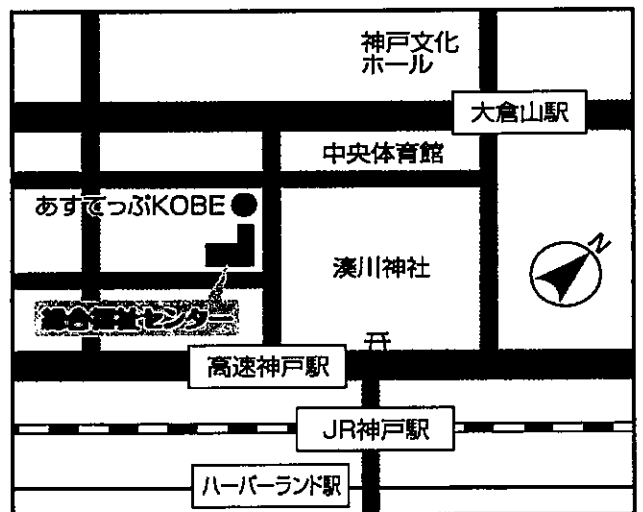 神戸文化
ホール
大倉山駅
中央体育館
あすてっぷKOBE
湊川神社
N
総合福祉センター
高速神戸駅
JR神戸駅
ハーバーランド駅